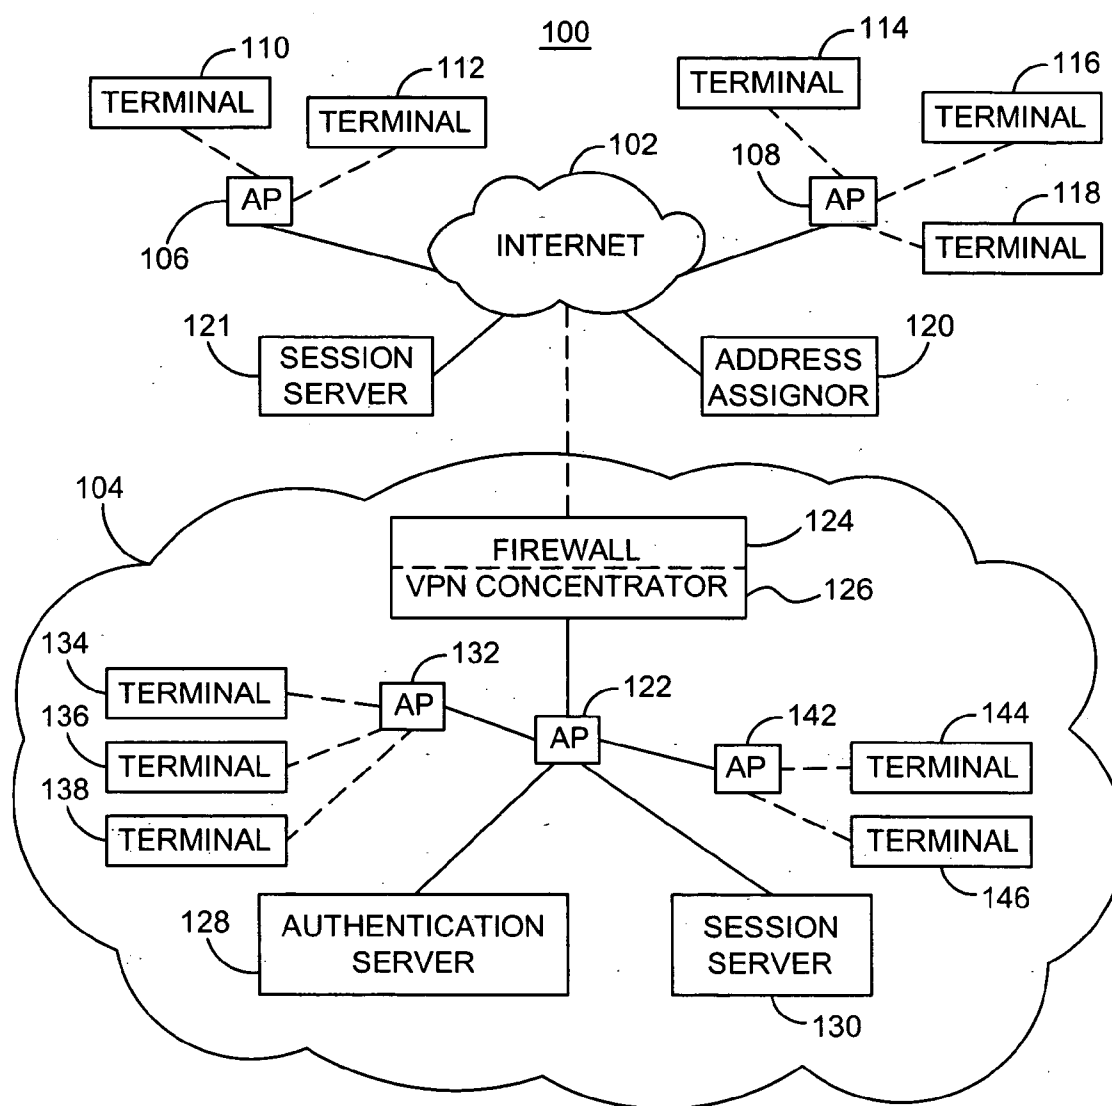 100
110
TERMINAL
112
TERMINAL
114
TERMINAL
116
TERMINAL
102
108
AP
106
AP
118
TERMINAL
INTERNET
121
SESSION
SERVER
120
ADDRESS
ASSIGNOR
104
124
FIREWALL
VPN CONCENTRATOR
126
134
TERMINAL
132
AP
122
AP
136
TERMINAL
142
AP
144
TERMINAL
138
TERMINAL
TERMINAL
146
128
AUTHENTICATION
SERVER
SESSION
SERVER
130